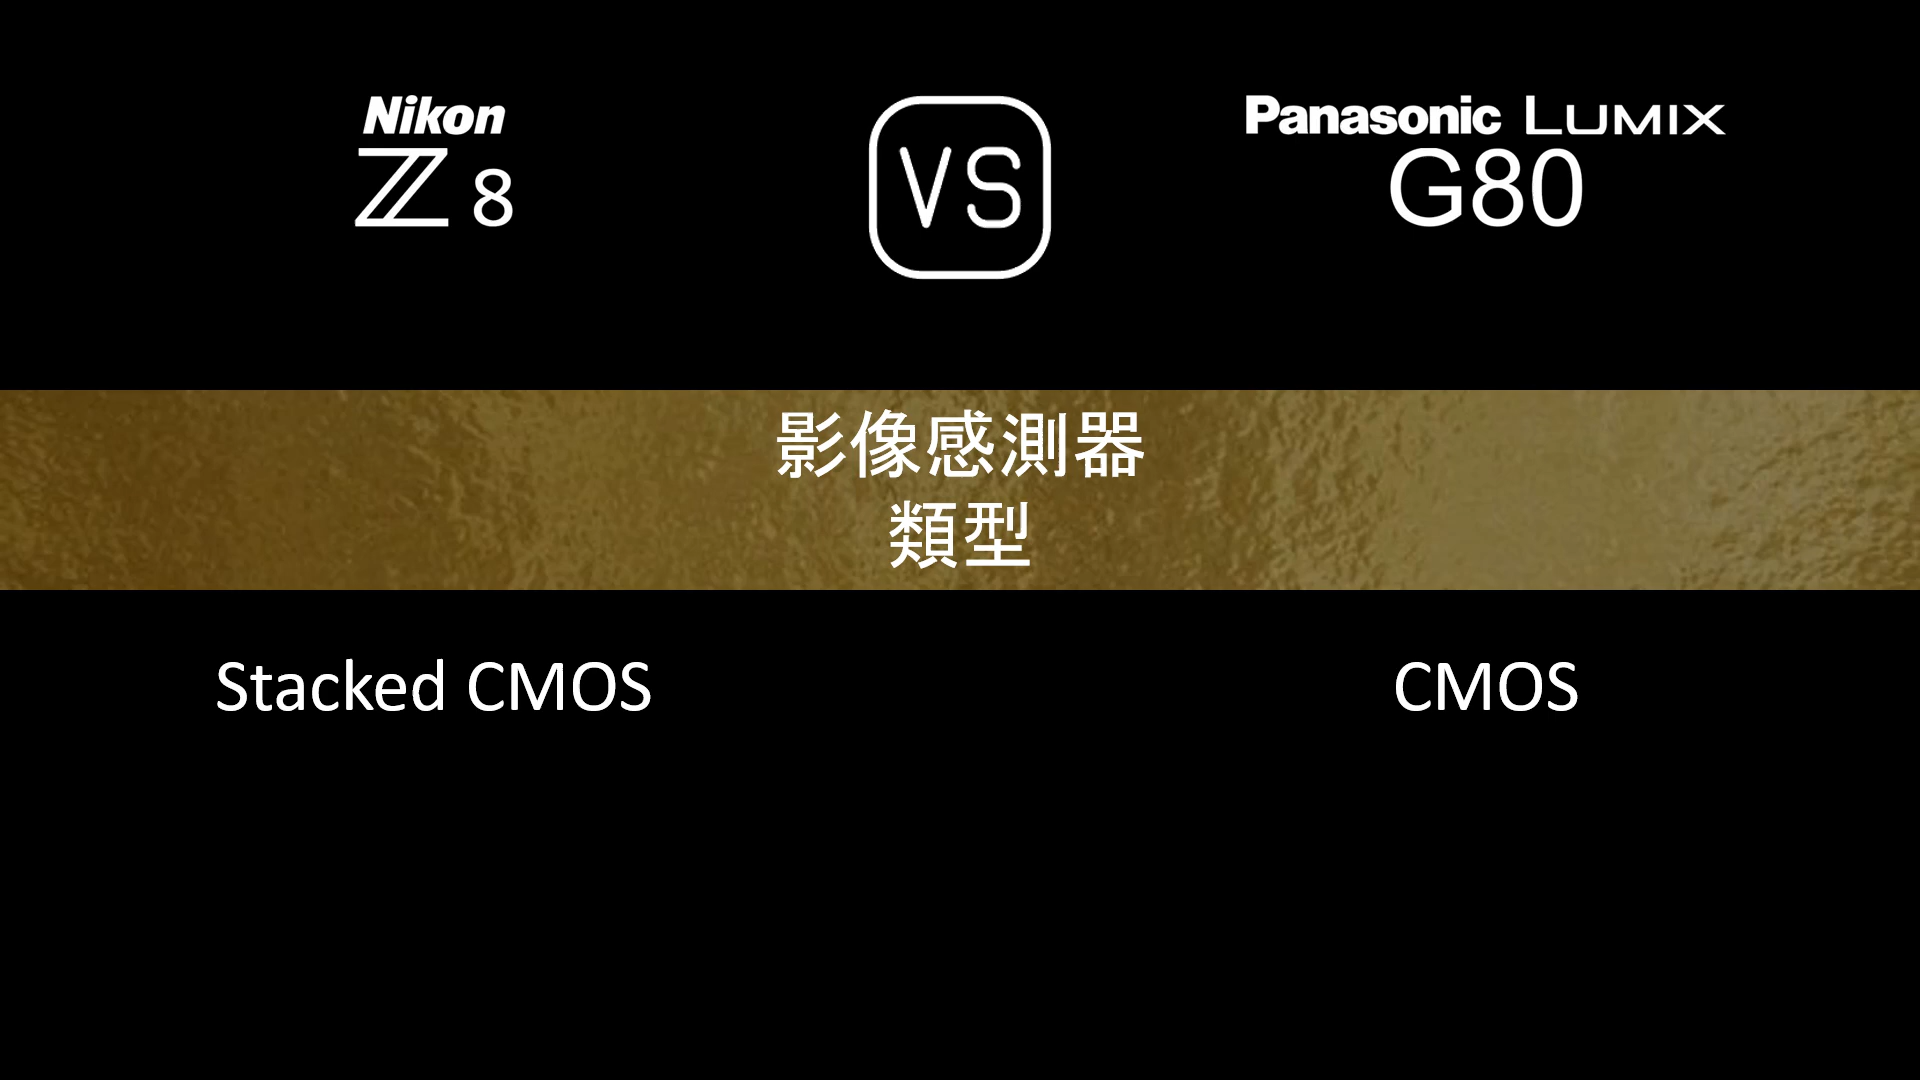 Nikon
Z 8
VS
Panasonic LUMIX
G80
影像感測器
類型
Stacked CMOS
CMOS